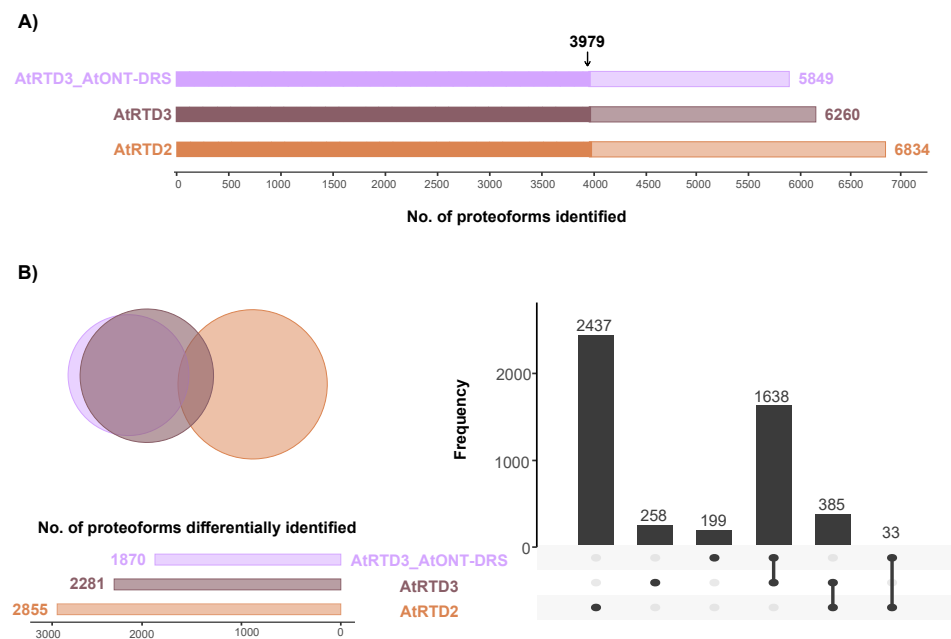 A)
3979
AtRTD3_AtONT-DRS 5849
AtRTD3 6260
AtRTD2 6834
0 500 1000 1500 2000 2500 3000 3500 4000 4500 5000 5500 6000 6500 7000
No. of proteoforms identified
B)
No. of proteoforms differentially identified
1870 AtRTD3_AtONT-DRS
2281 AtRTD3
2855 AtRTD2
3000 2000 1000 0
Frequency
2000
1000
0
2437
258
199
1638
385
33